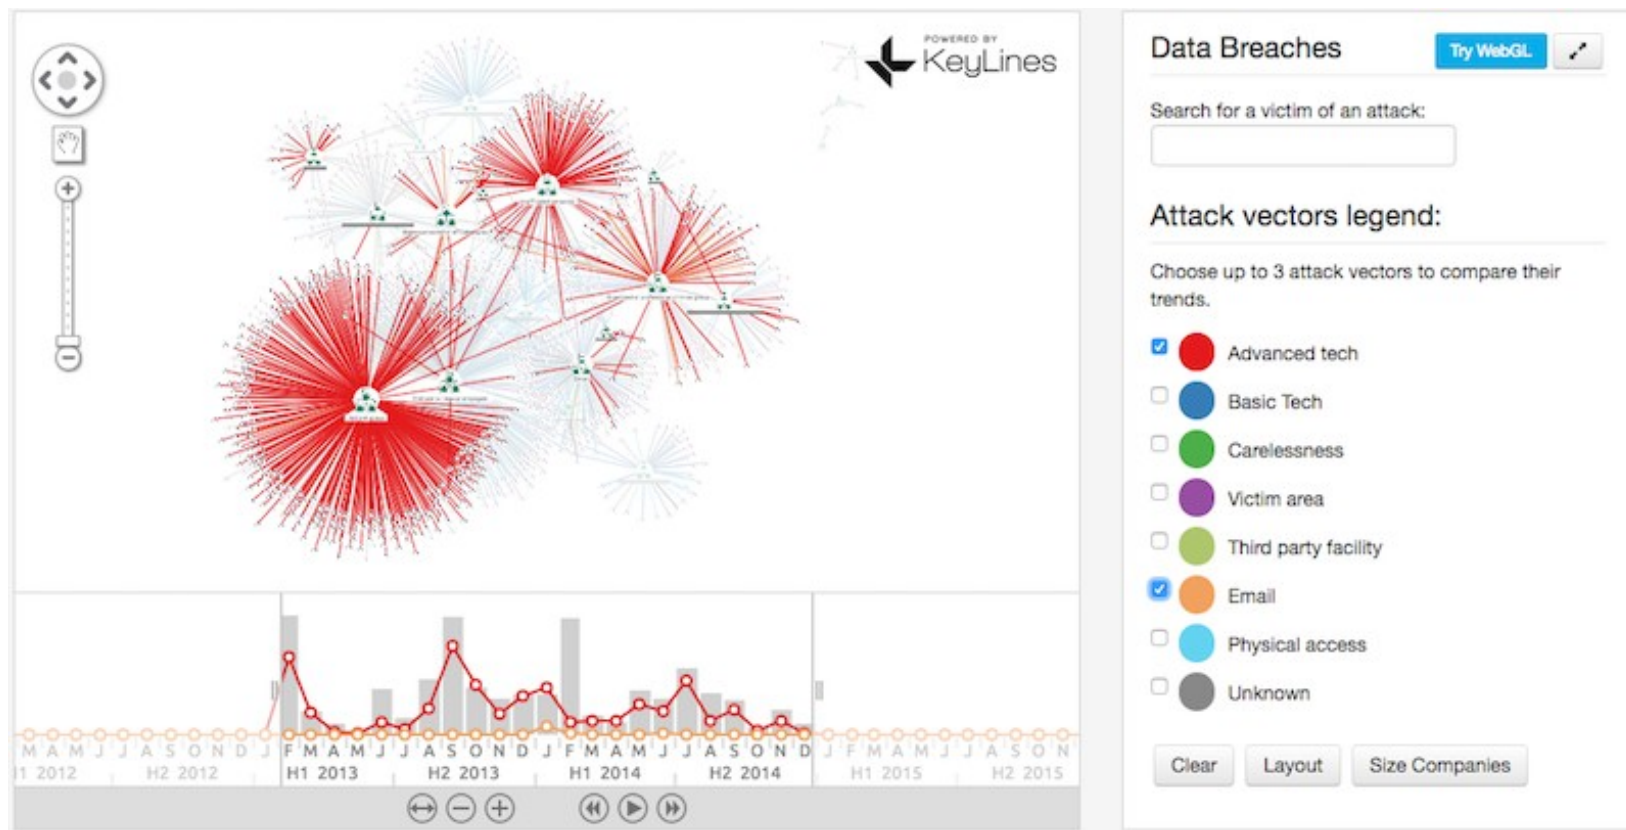 POWERED BY
KeyLines
Data Breaches
Try WebGL
Search for a victim of an attack:
Attack vectors legend:
Choose up to 3 attack vectors to compare their
trends.
Advanced tech
Basic Tech
Carelessness
Victim area
Third party facility
Email
Physical access
Unknown
Clear
Layout
Size Companies
M A M J J A S O N D J F M A M J J A S O N D J F M A M J J A S O N D J F M A M J J A S O N
H1 2012 H2 2012 H1 2013 H2 2013 H1 2014 H2 2014 H1 2015 H2 2015